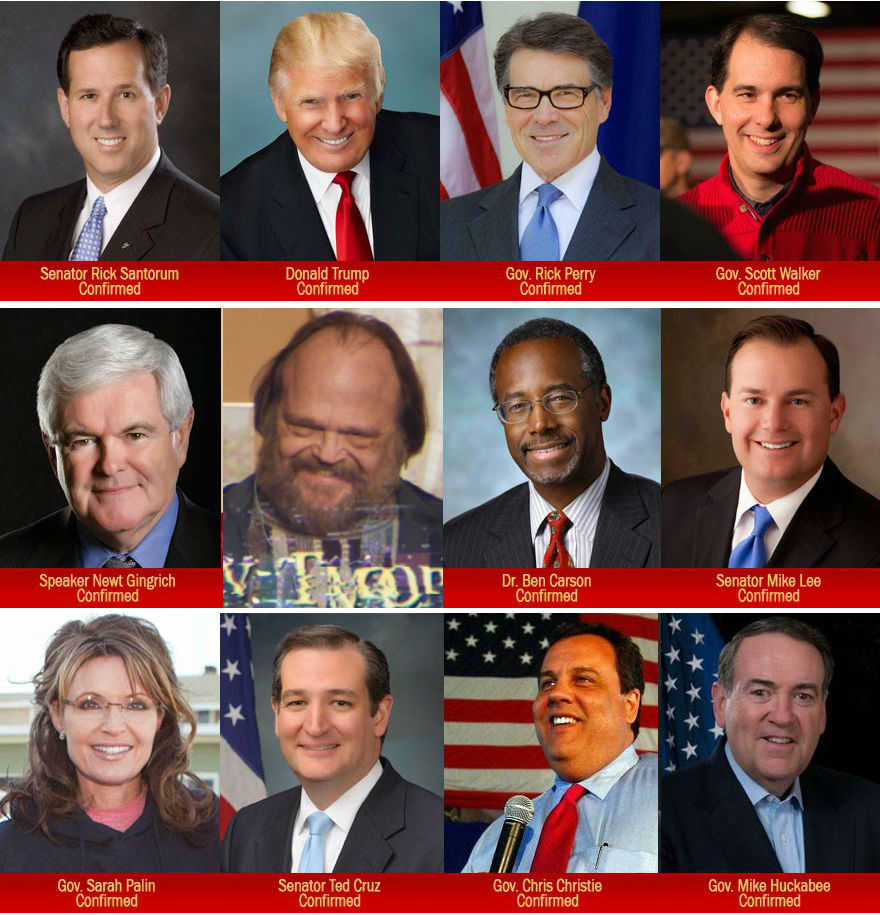 Senator Rick Santorum
Confirmed
Donald Trump
Confirmed
Gov. Rick Perry
Confirmed
Gov. Scott Walker
Confirmed
Speaker Newt Gingrich
Confirmed
Dr. Ben Carson
Confirmed
Senator Mike Lee
Confirmed
Gov. Sarah Palin
Confirmed
Senator Ted Cruz
Confirmed
Gov. Chris Christie
Confirmed
Gov. Mike Huckabee
Confirmed